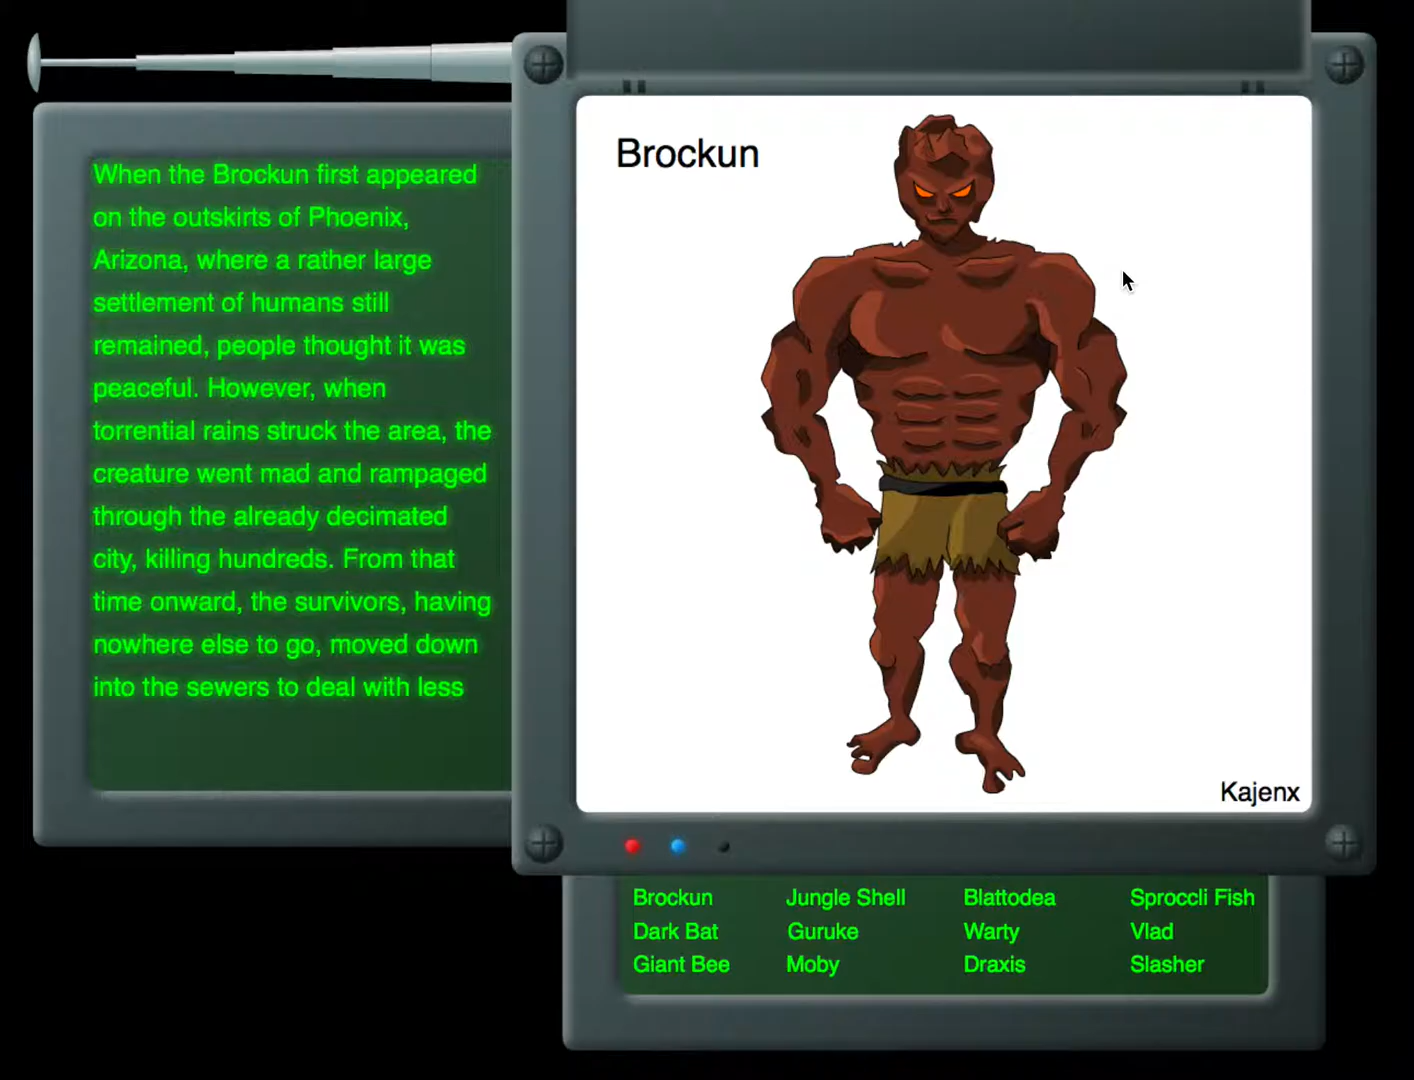 When the Brockun first appeared
on the outskirts of Phoenix,
Arizona, where a rather large
settlement of humans still
remained, people thought it was
peaceful. However, when
torrential rains struck the area, the
creature went mad and rampaged
through the already decimated
city, killing hundreds. From that
time onward, the survivors, having
nowhere else to go, moved down
into the sewers to deal with less
Brockun
Kajenx
Brockun Jungle Shell Blattodea Sproccli Fish
Dark Bat Guruke Warty Vlad
Giant Bee Moby Draxis Slasher